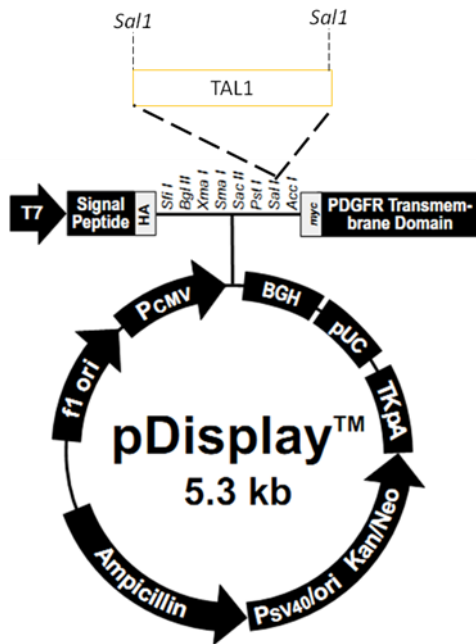 Sal1 Sal1
TAL1
Sfi I
Bgl II
Xma I
Sma I
Sac II
Pst I
Sal I
Acc I
T7
Signal
Peptide
HA
myc
PDGFR Transmem-
brane Domain
PCMV
BGH
pUC
TKpA
f1 ori
pDisplay™
5.3 kb
Ampicillin
PSV40/ori
Kan/Neo